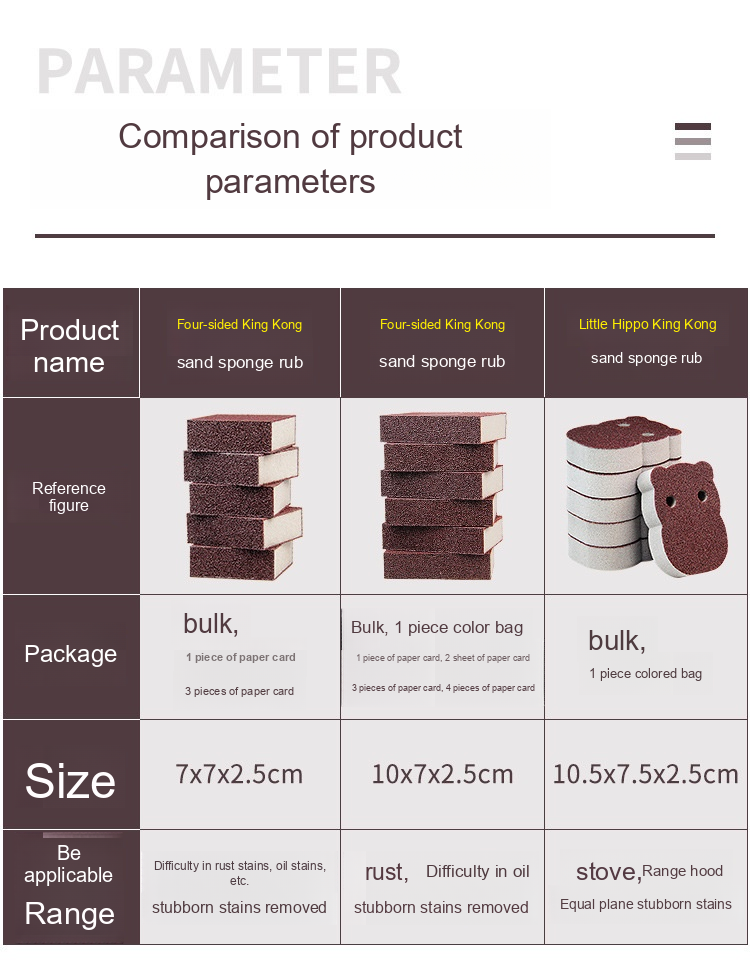 PARAMETER
Comparison of product
parameters
Product
name
Four-sided King Kong
sand sponge rub
Four-sided King Kong
sand sponge rub
Little Hippo King Kong
sand sponge rub
Reference
figure
Package
bulk,
1 piece of paper card
3 pieces of paper card
Bulk, 1 piece color bag
1 piece of paper card, 2 sheet of paper card
3 pieces of paper card, 4 pieces of paper card
bulk,
1 piece colored bag
Size
7x7x2.5cm
10x7x2.5cm
10.5x7.5x2.5cm
Be
applicable
Range
Difficulty in rust stains, oil stains,
etc.
stubborn stains removed
rust, Difficulty in oil
stubborn stains removed
stove, Range hood
Equal plane stubborn stains